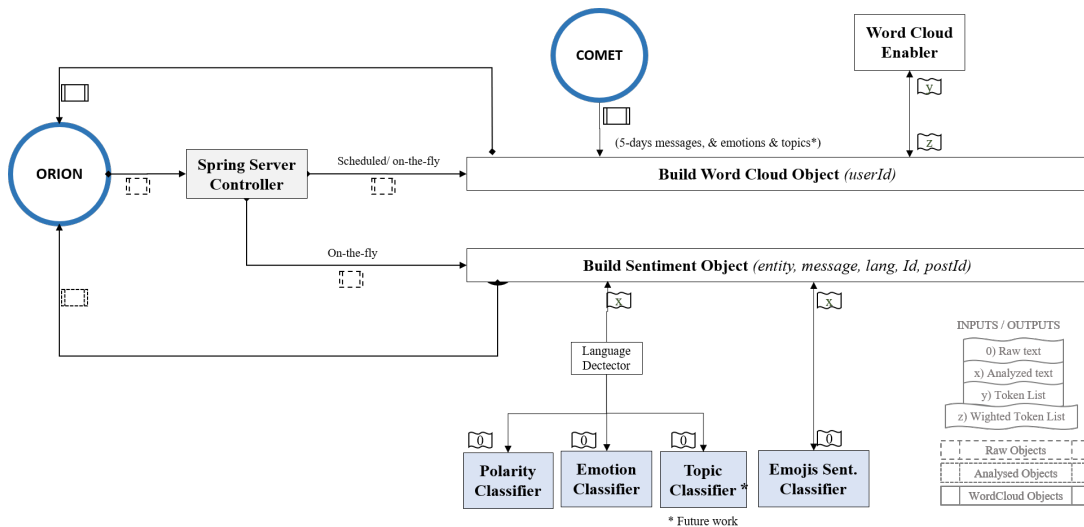 COMET
Word Cloud
Enabler
y
(5-days messages, & emotions & topics*)
z
ORION
Spring Server
Controller
Scheduled/ on-the-fly
Build Word Cloud Object (userId)
On-the-fly
Build Sentiment Object (entity, message, lang, Id, postId)
x
x
Language
Dectector
INPUTS / OUTPUTS
0) Raw text
x) Analyzed text
y) Token List
z) Wighted Token List
0
0
0
0
Polarity
Classifier
Emotion
Classifier
Topic
Classifier *
Emojis Sent.
Classifier
Raw Objects
Analysed Objects
WordCloud Objects
* Future work